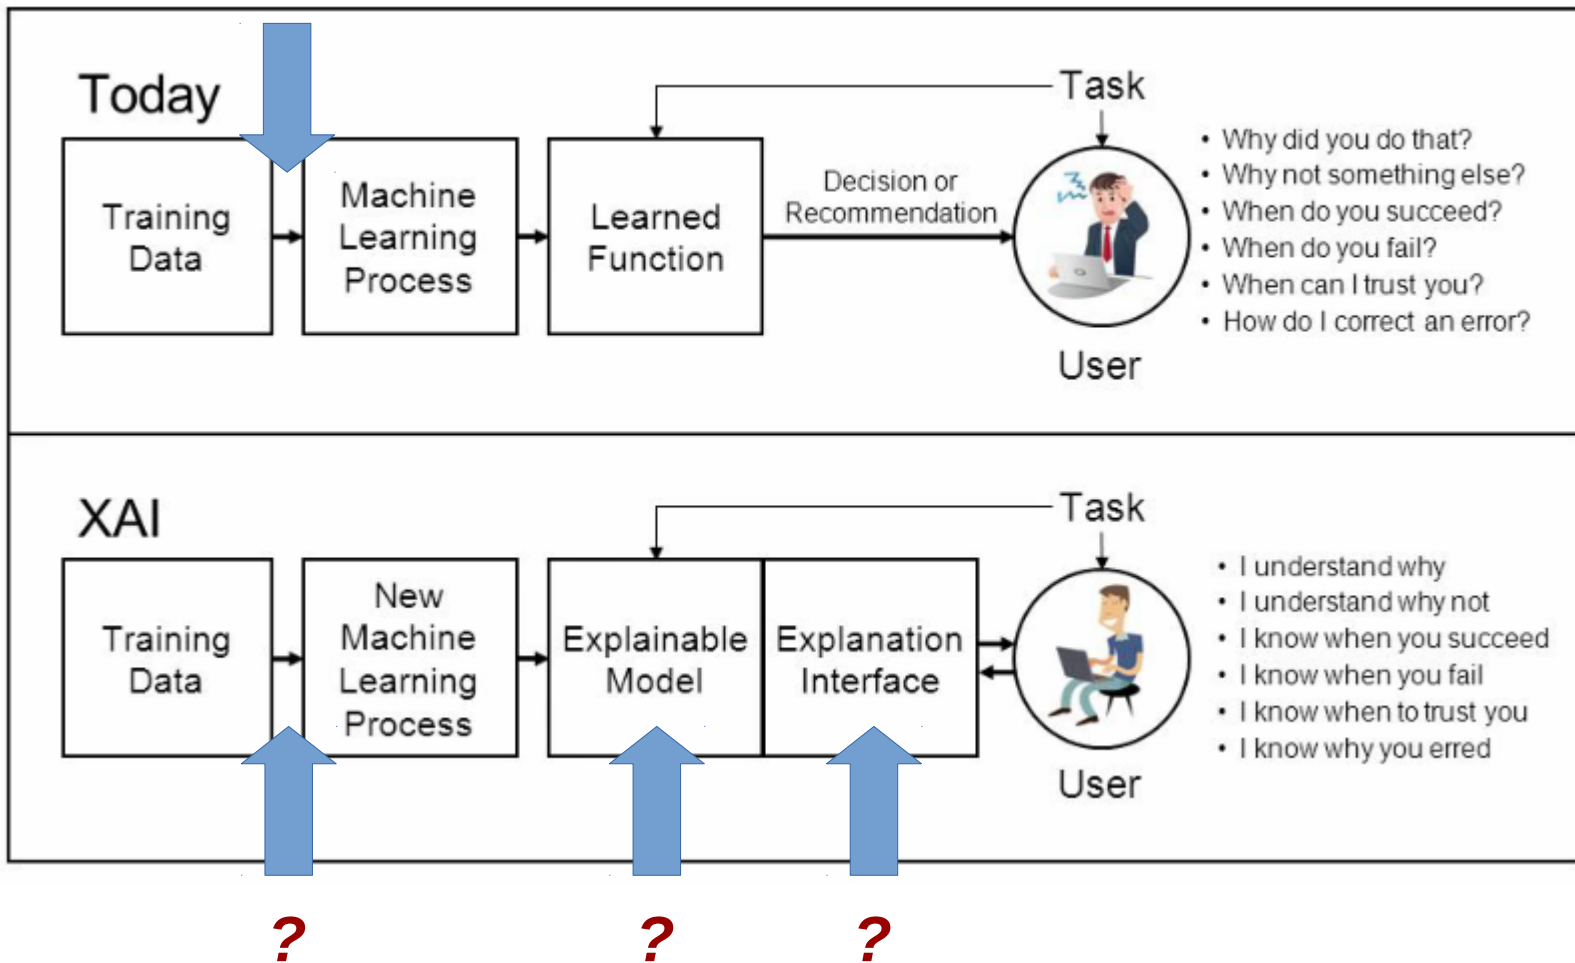 Today
Training
Data
Machine
Learning
Process
Learned
Function
Decision or
Recommendation
Task
User
• Why did you do that?
• Why not something else?
• When do you succeed?
• When do you fail?
• When can I trust you?
• How do I correct an error?
XAI
Training
Data
New
Machine
Learning
Process
Explainable
Model
Explanation
Interface
Task
User
• I understand why
• I understand why not
• I know when you succeed
• I know when you fail
• I know when to trust you
• I know why you erred
? ? ?